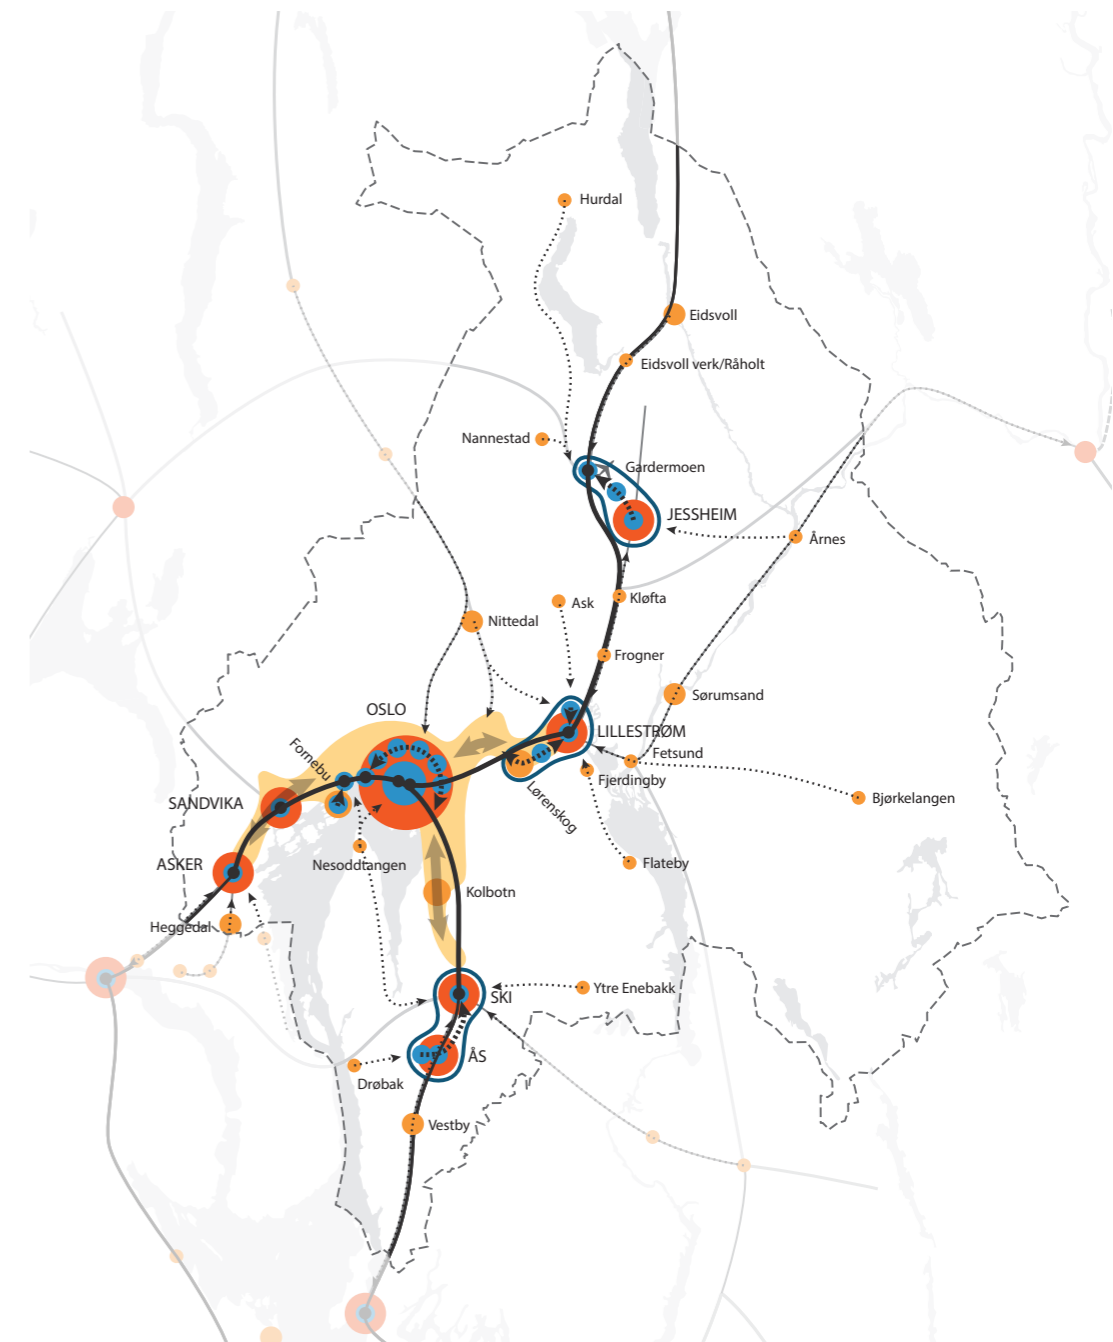 Hurdal
Eidsvoll
Eidsvoll verk/Råholt
Nannestad
Gardermoen
JESSHEIM
Årnes
Ask
Kløfta
Nittedal
Frogner
Sørumsand
OSLO
LILLESTRØM
Fetsund
Fornebu
Fjerdingby
SANDVIKA
Lørenskog
Bjørkelangen
ASKER
Nesoddtangen
Flateby
Kolbotn
Heggedal
Ytre Enebakk
SKI
ÅS
Drøbak
Vestby